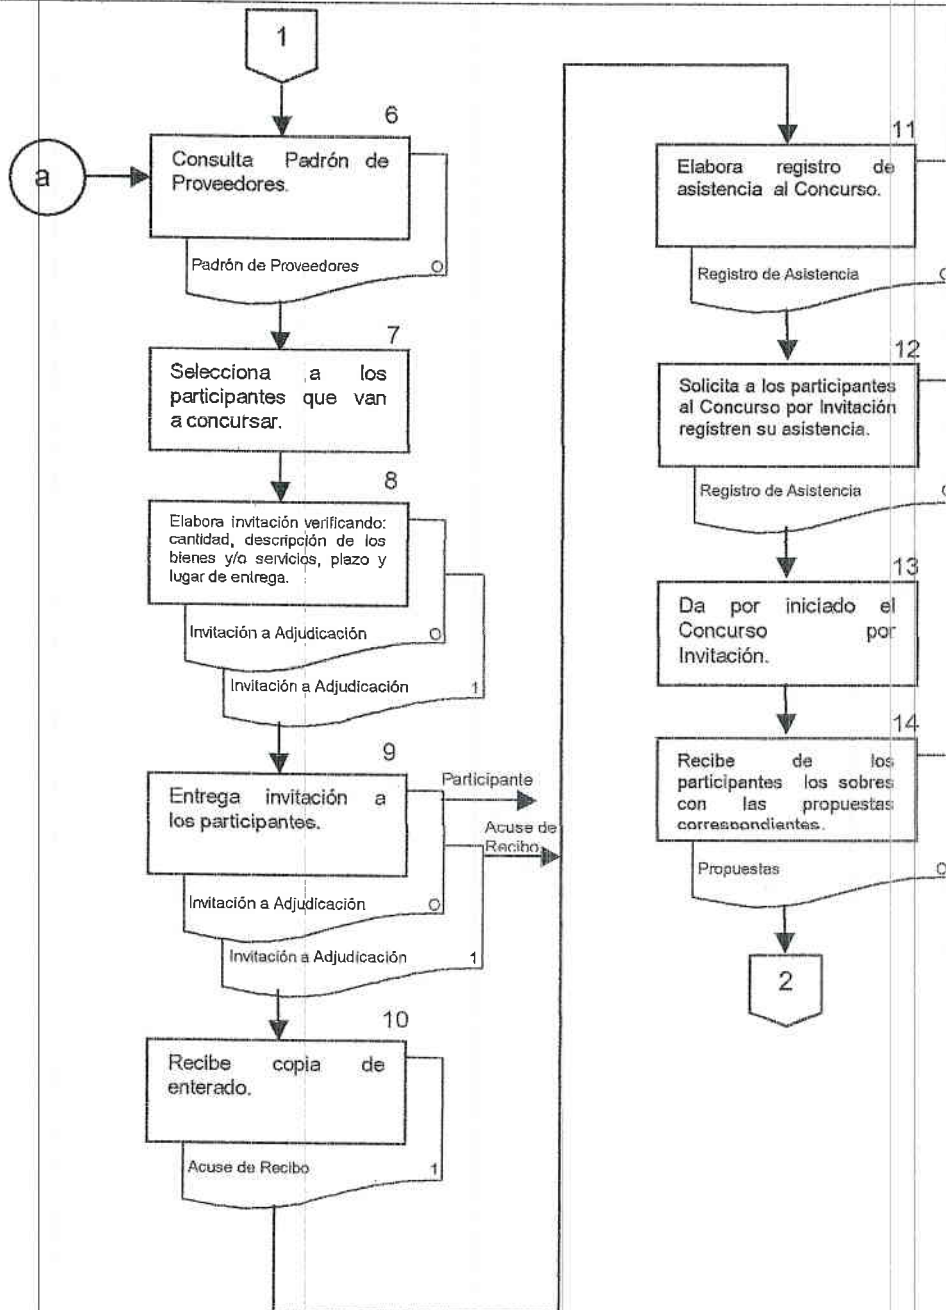 1
6
a
Consulta Padrón de
Proveedores.
Padrón de Proveedores
O
7
Selecciona a los
participantes que van
a concursar.
8
Elabora invitación verificando:
cantidad, descripción de los
bienes y/o servicios, plazo y
lugar de entrega.
Invitación a Adjudicación
O
Invitación a Adjudicación
1
9
Entrega invitación a
los participantes.
Participante
Acuse de
Recibo
Invitación a Adjudicación
O
Invitación a Adjudicación
1
10
Recibe copia de
enterado.
Acuse de Recibo
1
11
Elabora registro de
asistencia al Concurso.
Registro de Asistencia
O
12
Solicita a los participantes
al Concurso por Invitación
registren su asistencia.
Registro de Asistencia
O
13
Da por iniciado el
Concurso por
Invitación.
14
Recibe de los
participantes los sobres
con las propuestas
correspondientes.
Propuestas
O
2